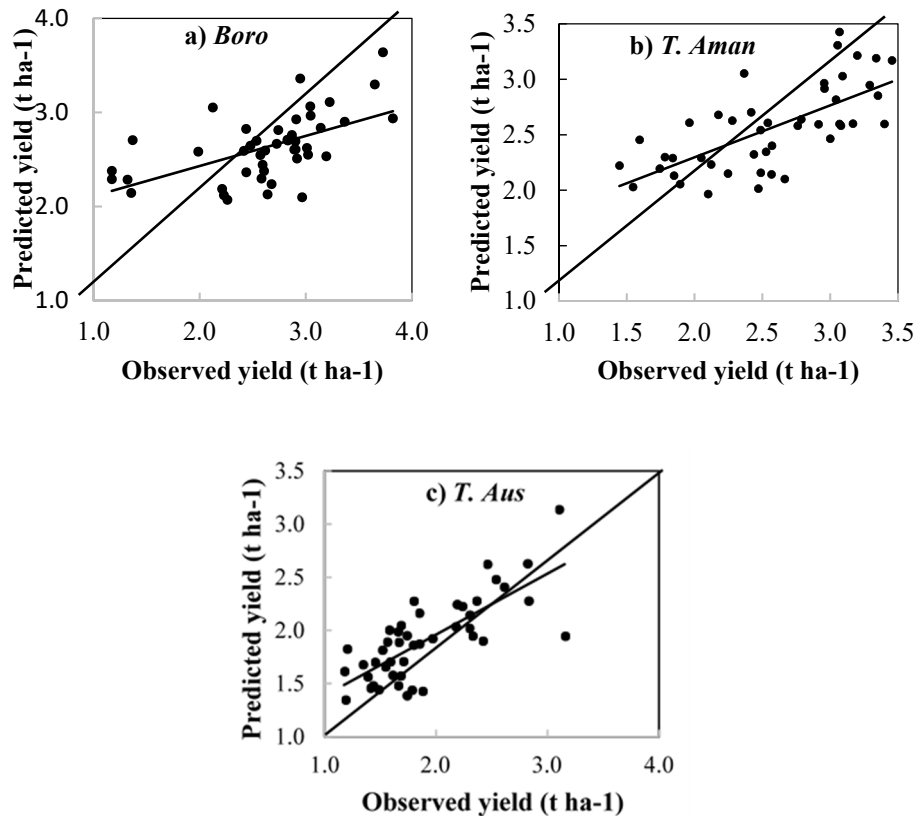 a) Boro
Predicted yield (t ha-1)
4.0
3.0
2.0
1.0
1.0 2.0 3.0 4.0
Observed yield (t ha-1)
b) T. Aman
Predicted yield (t ha-1)
3.5
3.0
2.5
2.0
1.5
1.0
1.0 1.5 2.0 2.5 3.0 3.5
Observed yield (t ha-1)
c) T. Aus
Predicted yield (t ha-1)
3.5
3.0
2.5
2.0
1.5
1.0
1.0 2.0 3.0 4.0
Observed yield (t ha-1)